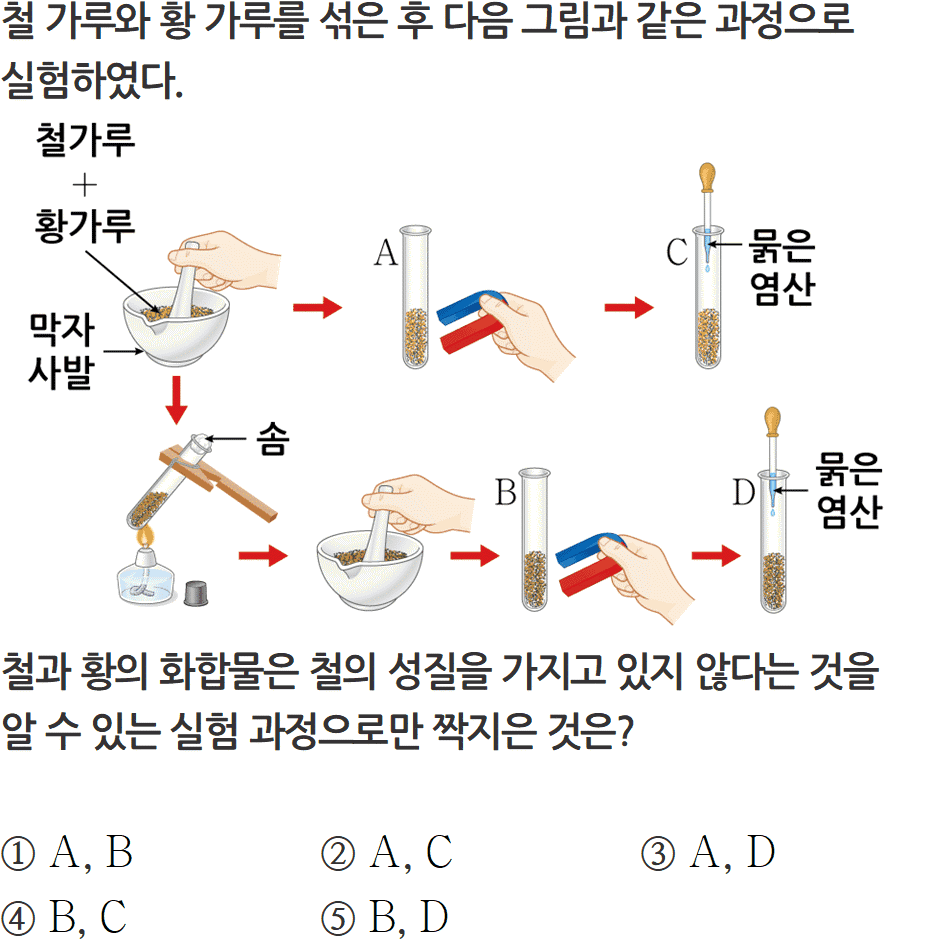 철 가루와 황 가루를 섞은 후 다음 그림과 같은 과정으로
실험하였다.
철가루
+
황가루
막자
사발
A
C
묽은
염산
솜
B
D
묽은
염산
철과 황의 화합물은 철의 성질을 가지고 있지 않다는 것을
알 수 있는 실험 과정으로만 짝지은 것은?
① A, B ② A, C ③ A, D
④ B, C ⑤ B, D